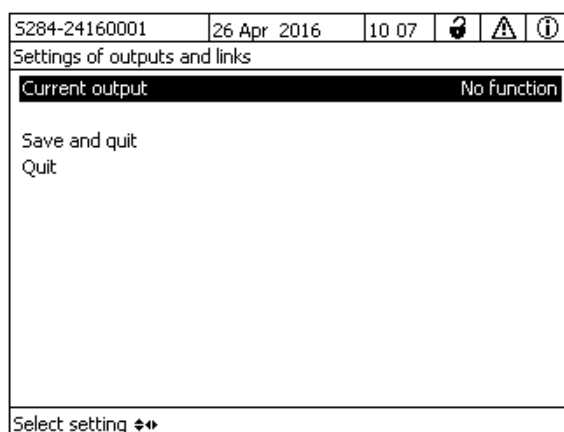 S284-24160001 26 Apr 2016 10 07
Settings of outputs and links
Current output No function
Save and quit
Quit
Select setting